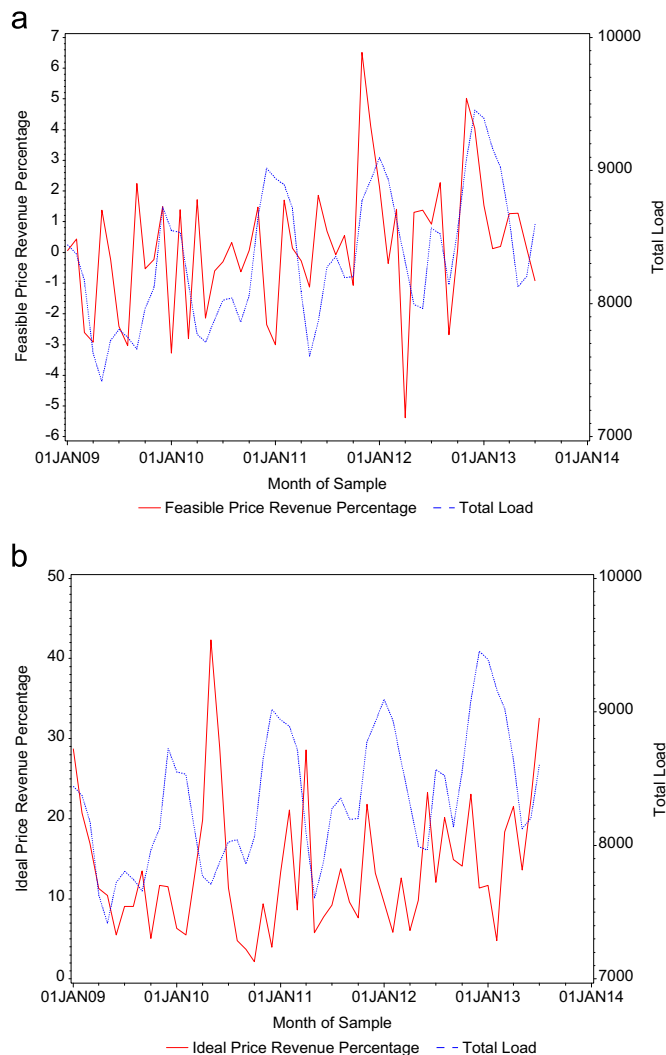 a
7
6
5
4
3
2
1
0
-1
-2
-3
-4
-5
-6
Feasible Price Revenue Percentage
10000
9000
8000
7000
Total Load
01JAN09 01JAN10 01JAN11 01JAN12 01JAN13 01JAN14
Month of Sample
Feasible Price Revenue Percentage Total Load
b
50
40
30
20
10
0
Ideal Price Revenue Percentage
10000
9000
8000
7000
Total Load
01JAN09 01JAN10 01JAN11 01JAN12 01JAN13 01JAN14
Month of Sample
Ideal Price Revenue Percentage Total Load